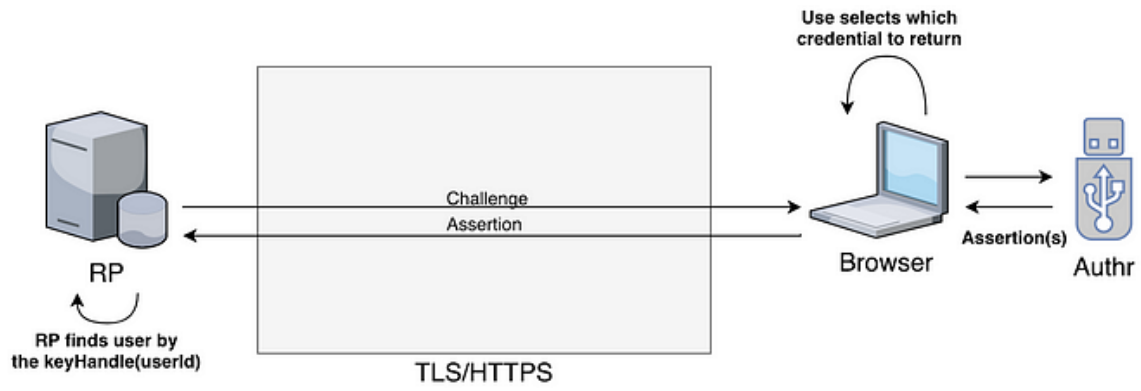 Use selects which
credential to return
Challenge
Assertion
Assertion(s)
RP
Browser
Authr
RP finds user by
the keyHandle(userId)
TLS/HTTPS